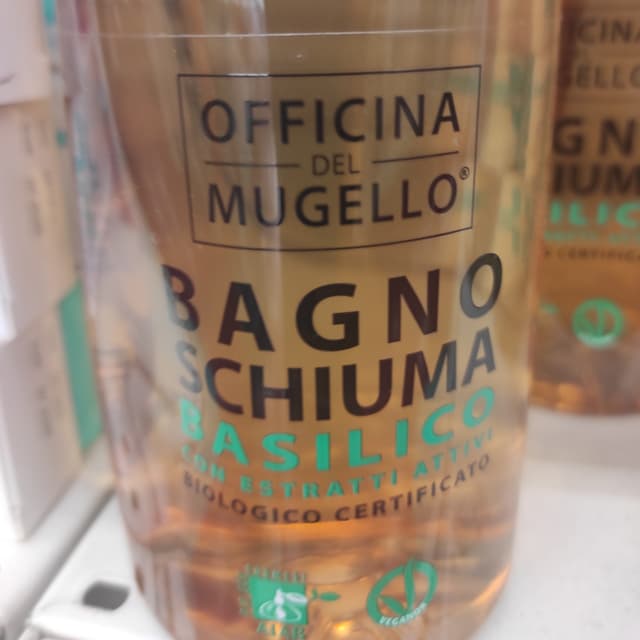 OFFICINA
DEL
MUGELLO®
BAGNO
SCHIUMA
BASILICO
CON ESTRATTI ATTIVI
BIOLOGICO CERTIFICATO
VEGANOK